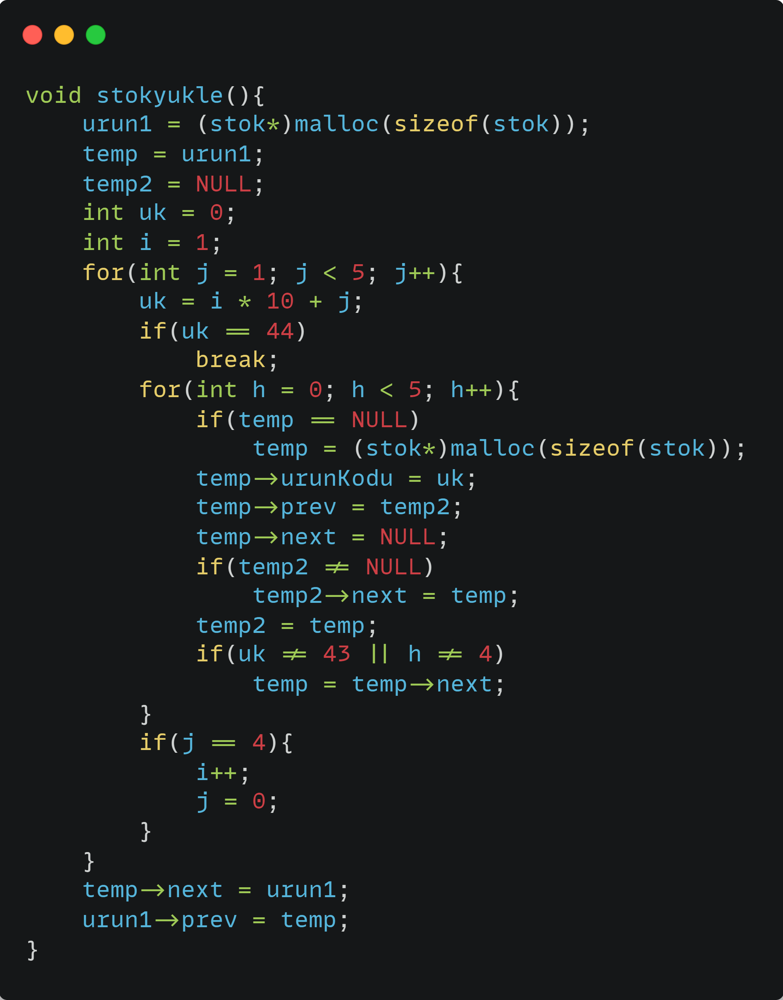 void stokyukle(){
    urun1 = (stok*)malloc(sizeof(stok));
    temp = urun1;
    temp2 = NULL;
    int uk = 0;
    int i = 1;
    for(int j = 1; j < 5; j++){
        uk = i * 10 + j;
        if(uk == 44)
            break;
        for(int h = 0; h < 5; h++){
            if(temp == NULL)
                temp = (stok*)malloc(sizeof(stok));
            temp->urunKodu = uk;
            temp->prev = temp2;
            temp->next = NULL;
            if(temp2 != NULL)
                temp2->next = temp;
            temp2 = temp;
            if(uk != 43 || h != 4)
                temp = temp->next;
        }
        if(j == 4){
            i++;
            j = 0;
        }
    }
    temp->next = urun1;
    urun1->prev = temp;
}